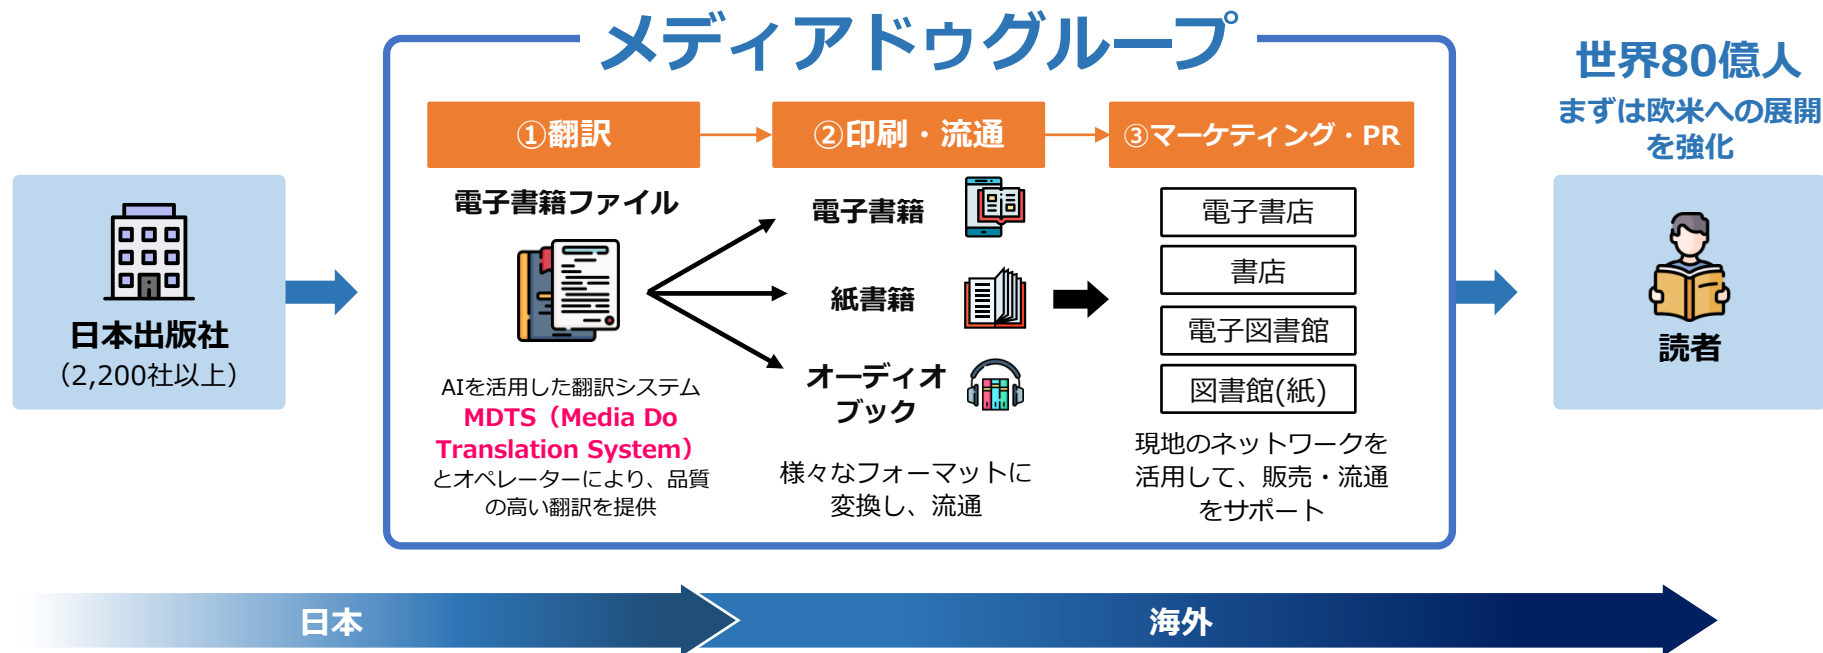 メディアドゥグループ
世界80億人
まずは欧米への展開
を強化
①翻訳
②印刷・流通
③マーケティング・PR
日本出版社
（2,200社以上）
電子書籍ファイル
AIを活用した翻訳システム
MDTS（Media Do
Translation System）
とオペレーターにより、品質
の高い翻訳を提供
電子書籍
紙書籍
オーディオ
ブック
様々なフォーマットに
変換し、流通
電子書店
書店
電子図書館
図書館(紙)
現地のネットワークを
活用して、販売・流通
をサポート
読者
日本
海外